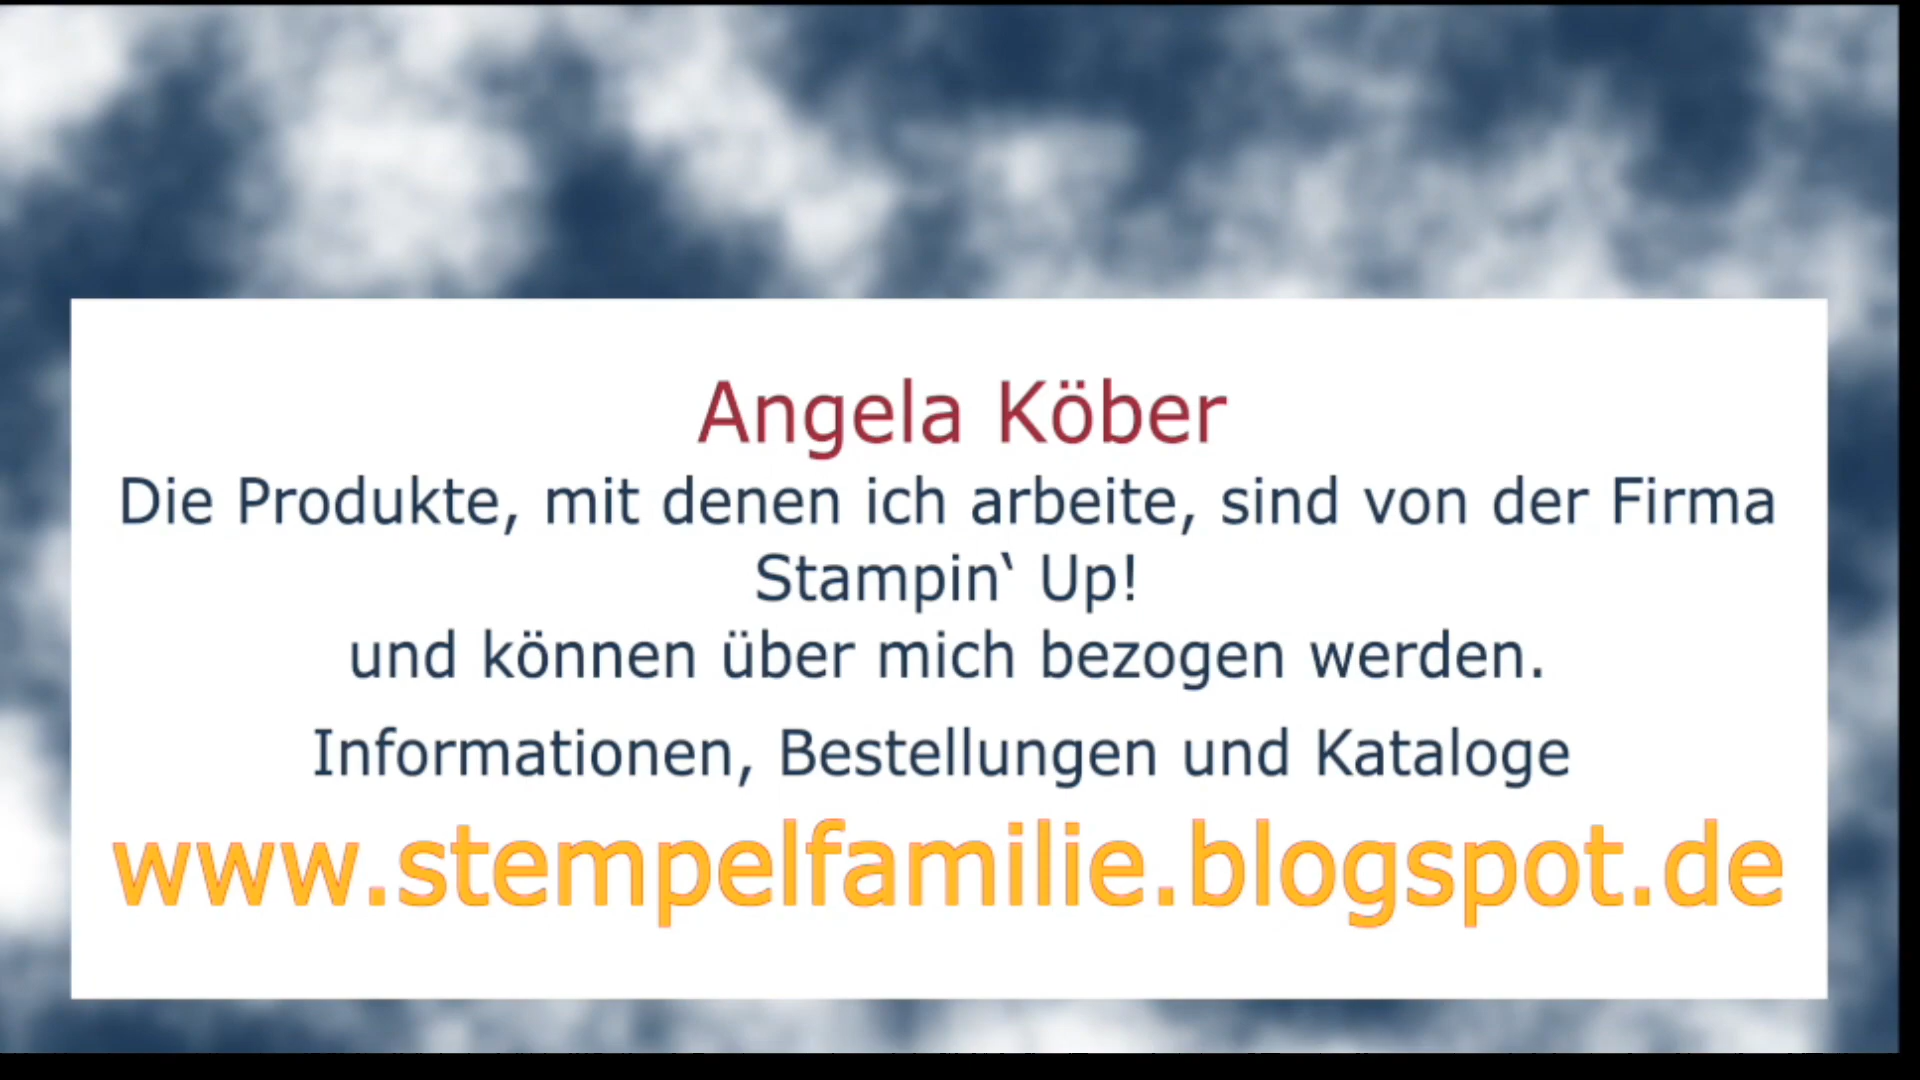 Angela Köber
Die Produkte, mit denen ich arbeite, sind von der Firma
Stampin‘ Up!
und können über mich bezogen werden.
Informationen, Bestellungen und Kataloge
www.stempelfamilie.blogspot.de